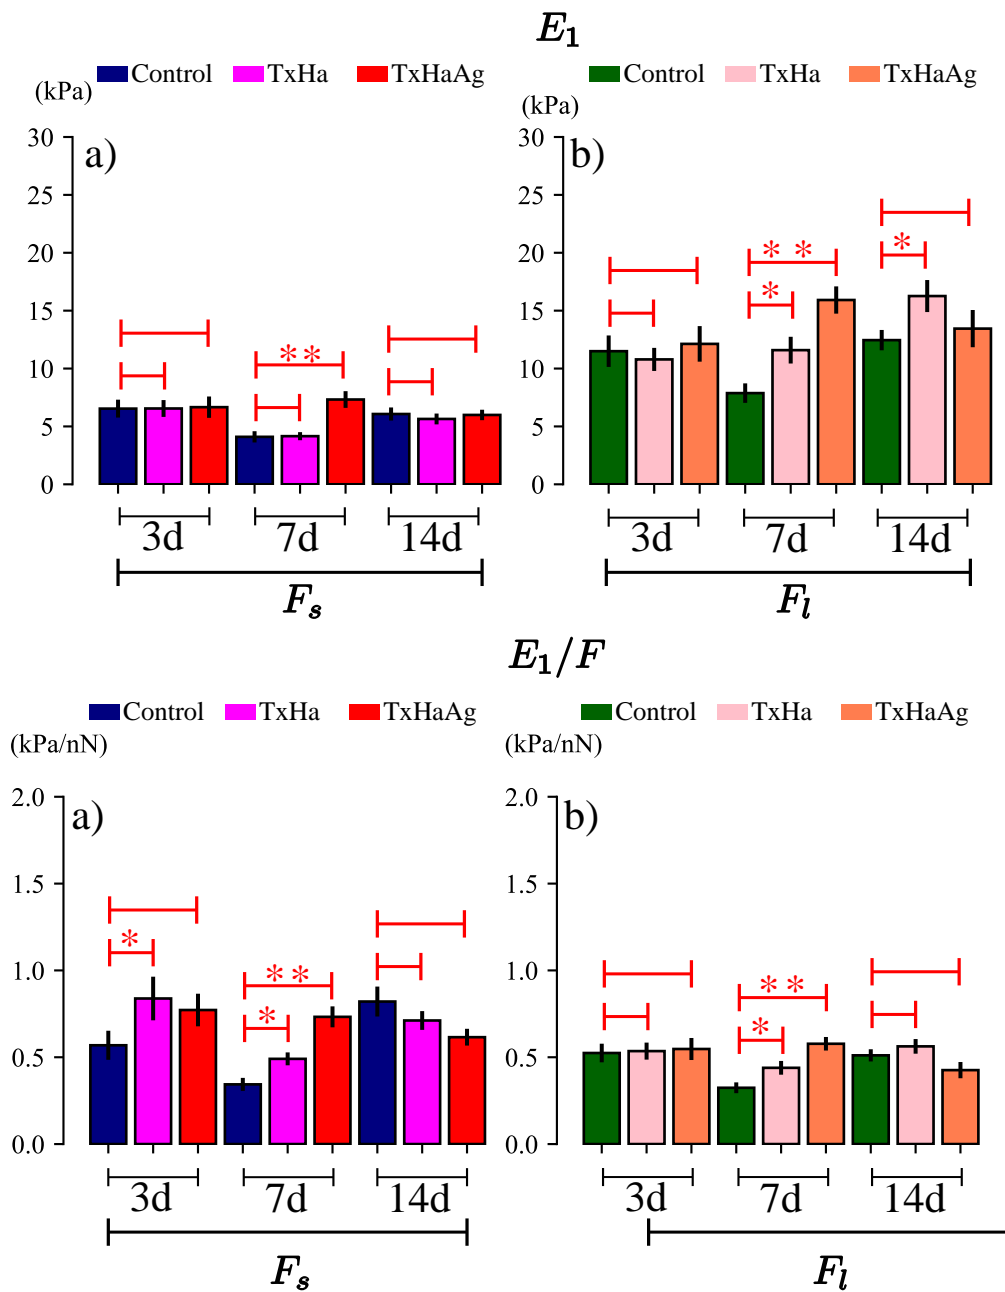 E₁
Control TxHa TxHaAg
Control TxHa TxHaAg
(kPa)
(kPa)
a)
30
25
20
15
10
5
0
**
3d 7d 14d
Fₛ
b)
30
25
20
15
10
5
0
* ** *
3d 7d 14d
Fₗ
E₁/F
Control TxHa TxHaAg
Control TxHa TxHaAg
(kPa/nN)
(kPa/nN)
a)
2.0
1.5
1.0
0.5
0.0
* * **
3d 7d 14d
Fₛ
b)
2.0
1.5
1.0
0.5
0.0
* **
3d 7d 14d
Fₗ